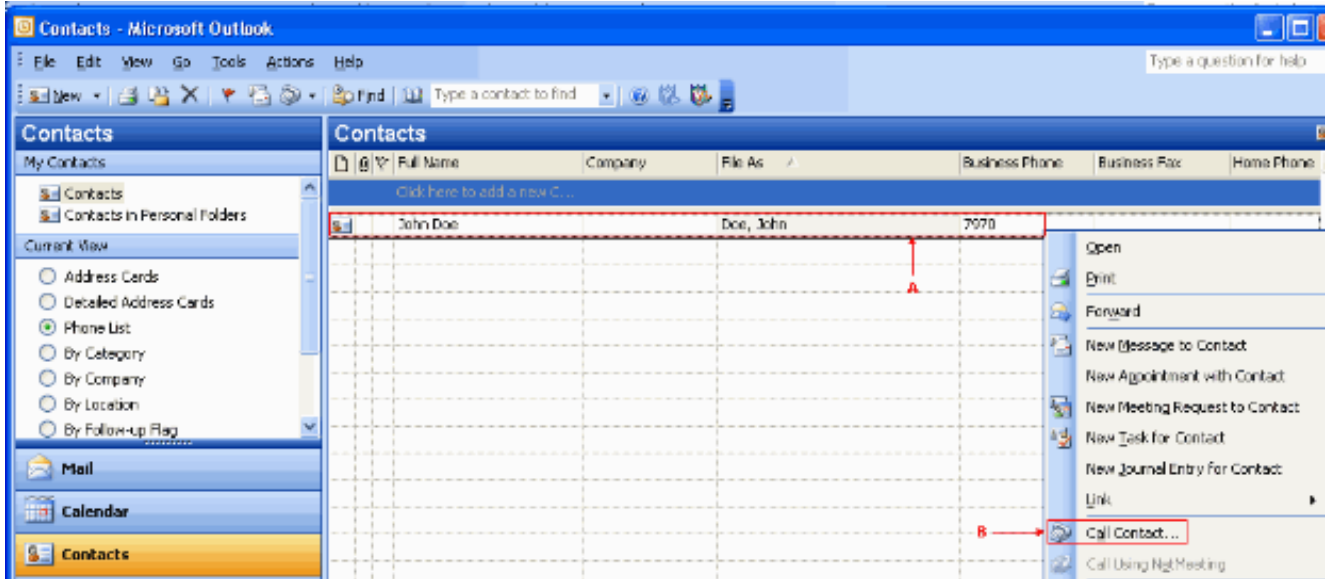 Contacts - Microsoft Outlook
File Edit View Go Tools Actions Help
Type a question for help
New Find Type a contact to find
Contacts
My Contacts
Contacts
Contacts in Personal Folders
Current View
Address Cards
Detailed Address Cards
Phone List
By Category
By Company
By Location
By Follow-up Flag
Mail
Calendar
Contacts
Contacts
Full Name Company File As Business Phone Business Fax Home Phone
Click here to add a new C...
John Doe Doe, John 7970
A
Open
Print
Forward
New Message to Contact
New Appointment with Contact
New Meeting Request to Contact
New Task for Contact
New Journal Entry for Contact
Link
B Call Contact...
Call Using NetMeeting